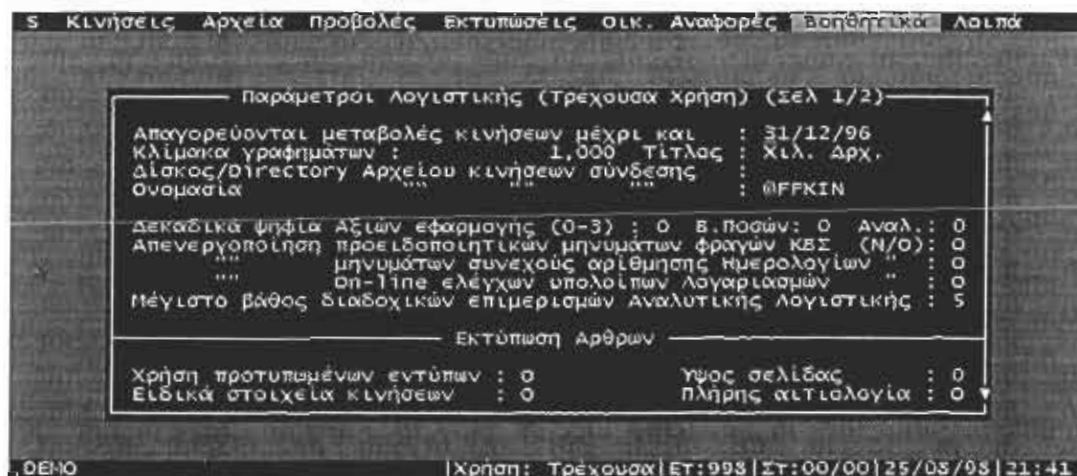 S Κινήσεις Αρχεία Προβολές Εκτυπώσεις Οικ. Αναφορές Βοηθητικά Λοιπά
Παράμετροι Λογιστικής (Τρέχουσα Χρήση) (Σελ 1/2)
Απαγορεύονται μεταβολές κινήσεων μέχρι και : 31/12/96
Κλίμακα γραφημάτων : 1,000 Τίτλος : Χιλ. Δρχ.
Δίσκος/Directory Αρχείου κινήσεων σύνδεσης :
Ονομασία "" "" "" : @FFKIN
Δεκαδικά ψηφία Αξιών εφαρμογής (0-3) : 0 Β.Ποσών: 0 Αναλ.: 0
Απενεργοποίηση προειδοποιητικών μηνυμάτων φραγών ΚΒΣ (Ν/Ο): Ο
"" μηνυμάτων συνεχούς αρίθμησης Ημερολογίων " : Ο
"" On-line ελέγχων υπολοίπων λογαριασμών : Ο
Μέγιστο βάθος διαδοχικών επιμερισμών Αναλυτικής Λογιστικής : 5
Εκτύπωση Αρθρων
Χρήση προτυπωμένων εντύπων : Ο Υψος σελίδας : 0
Ειδικά στοιχεία κινήσεων : Ο Πλήρης αιτιολογία : Ο
.DEMO |Χρήση: Τρέχουσα|ΕΤ:998|ΣΤ:00/00|25/03/98|21:41